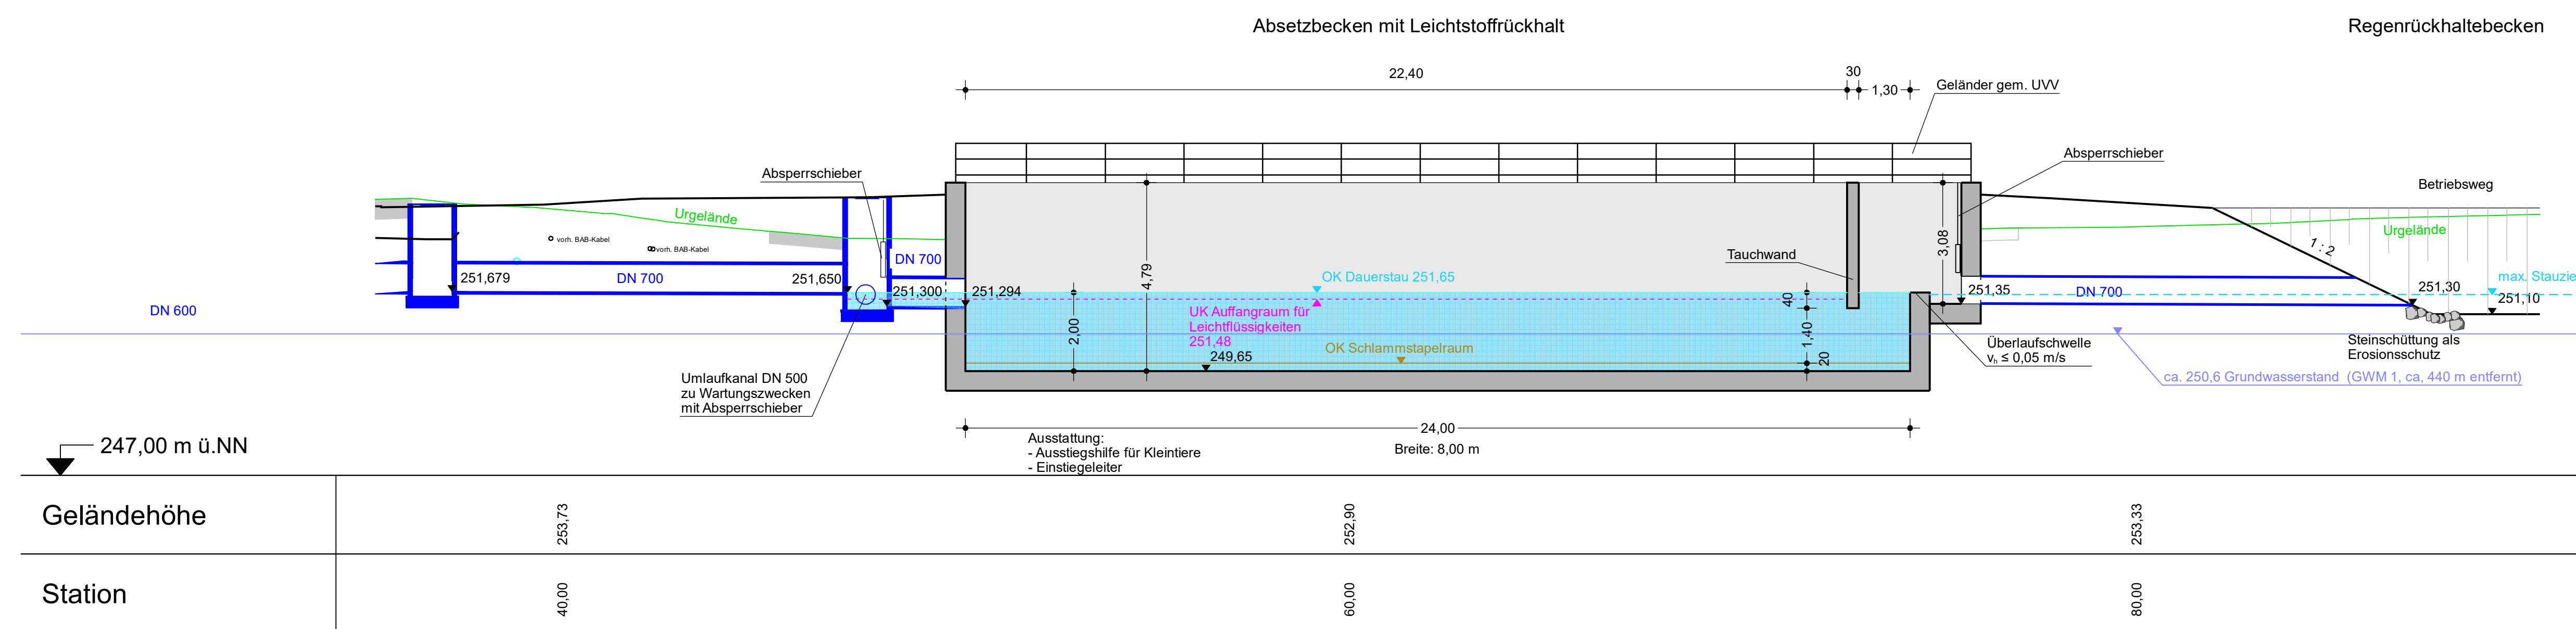 Absetzbecken mit Leichtstoffrückhalt
Regenrückhaltebecken
22,40
30
1,30
Geländer gem. UVV
Absperrschieber
Absperrschieber
Betriebsweg
Urgelände
vorh. BAB-Kabel
vorh. BAB-Kabel
DN 700
Tauchwand
3,08
1 : 2
Urgelände
251,679
DN 700
251,650
251,300
251,294
4,79
OK Dauerstau 251,65
40
251,35
DN 700
251,30
max. Stauzie
251,10
DN 600
UK Auffangraum für
Leichtflüssigkeiten
251,48
2,00
1,40
20
249,65
OK Schlammstapelraum
Überlaufschwelle
vh ≤ 0,05 m/s
Steinschüttung als
Erosionsschutz
Umlaufkanal DN 500
zu Wartungszwecken
mit Absperrschieber
ca. 250,6 Grundwasserstand (GWM 1, ca, 440 m entfernt)
24,00
Breite: 8,00 m
Ausstattung:
- Ausstiegshilfe für Kleintiere
- Einstiegeleiter
247,00 m ü.NN
Geländehöhe
253,73
252,90
253,33
Station
40,00
60,00
80,00